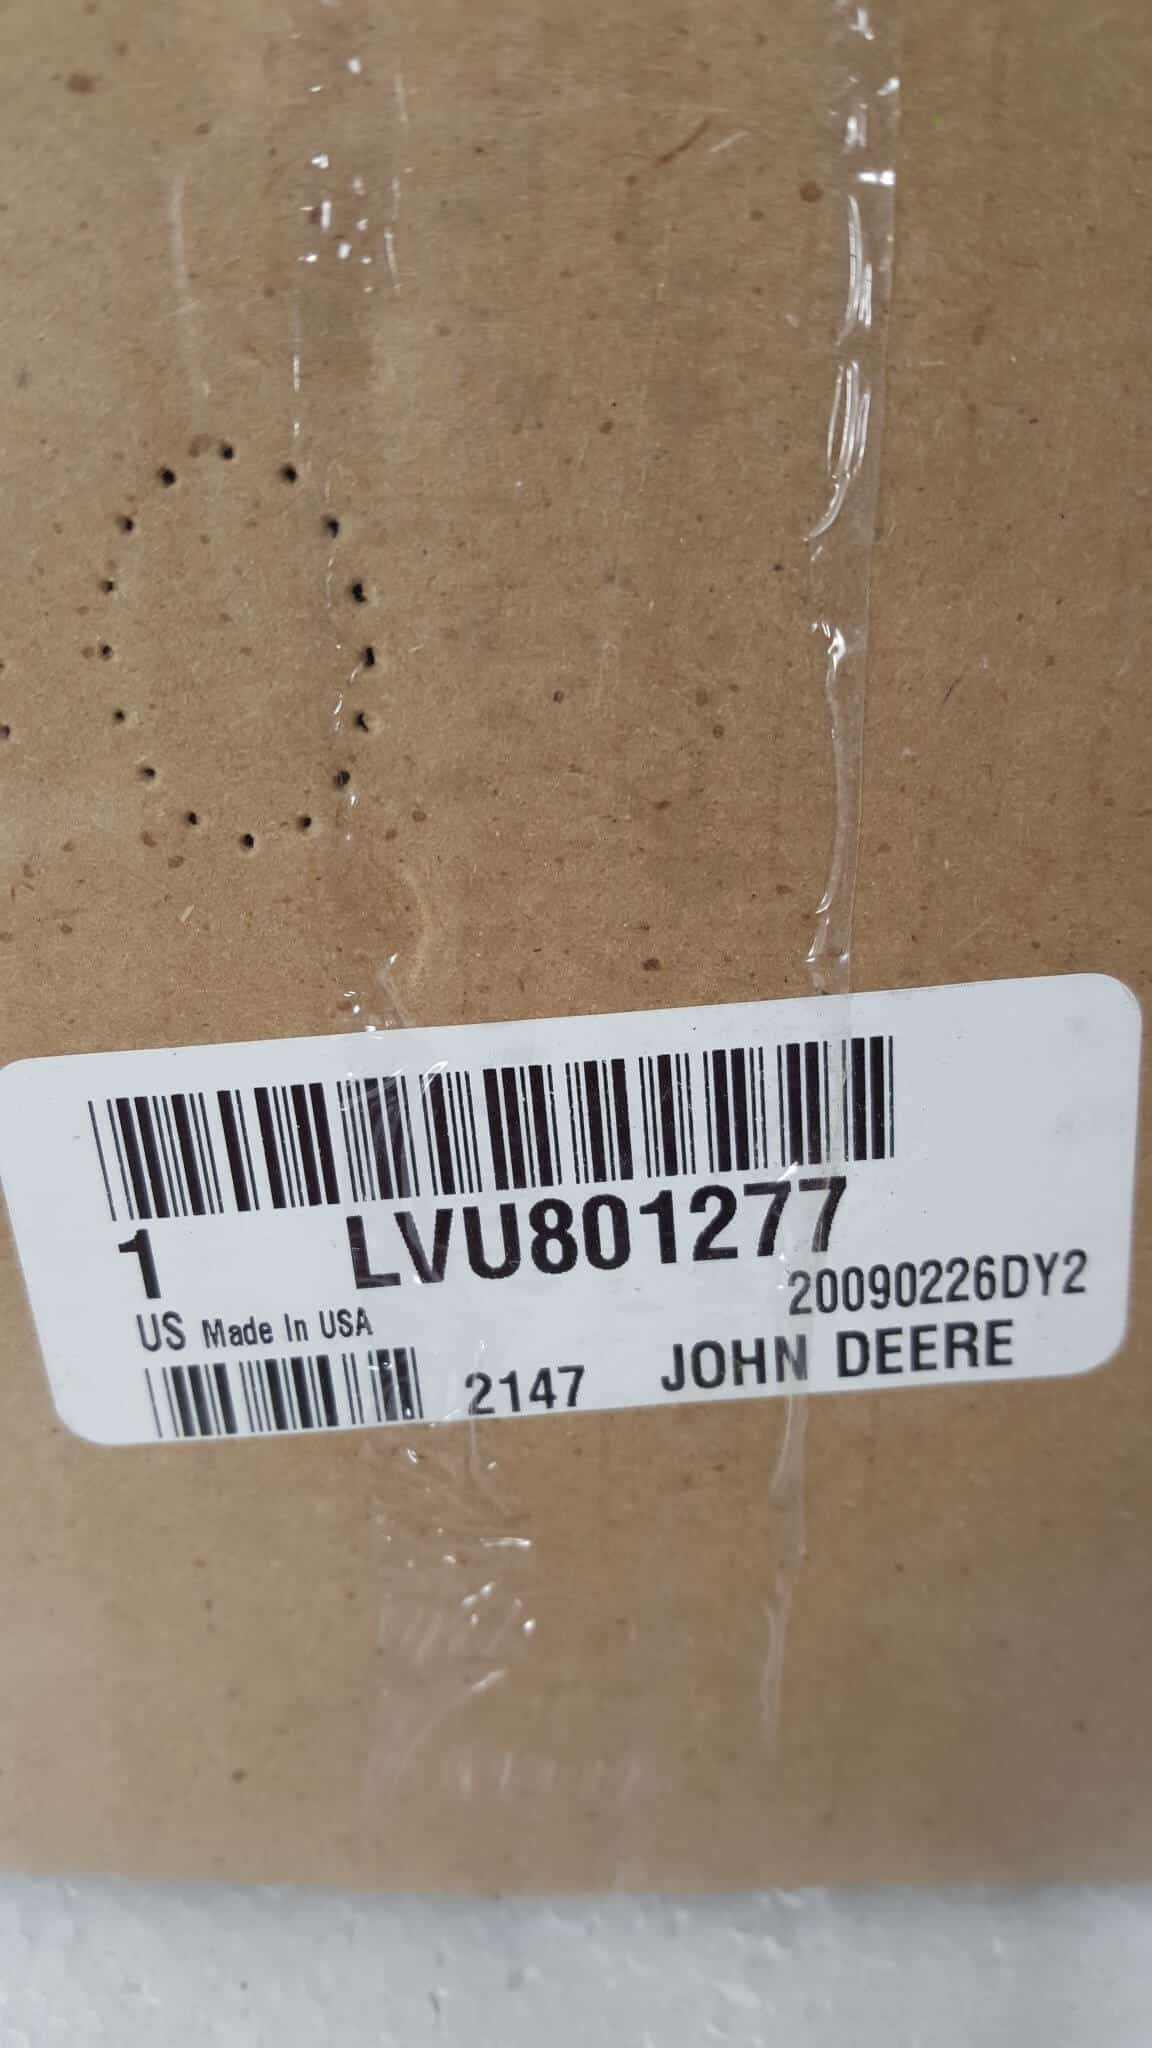 1 LVU801277
20090226DY2
US Made In USA
2147 JOHN DEERE